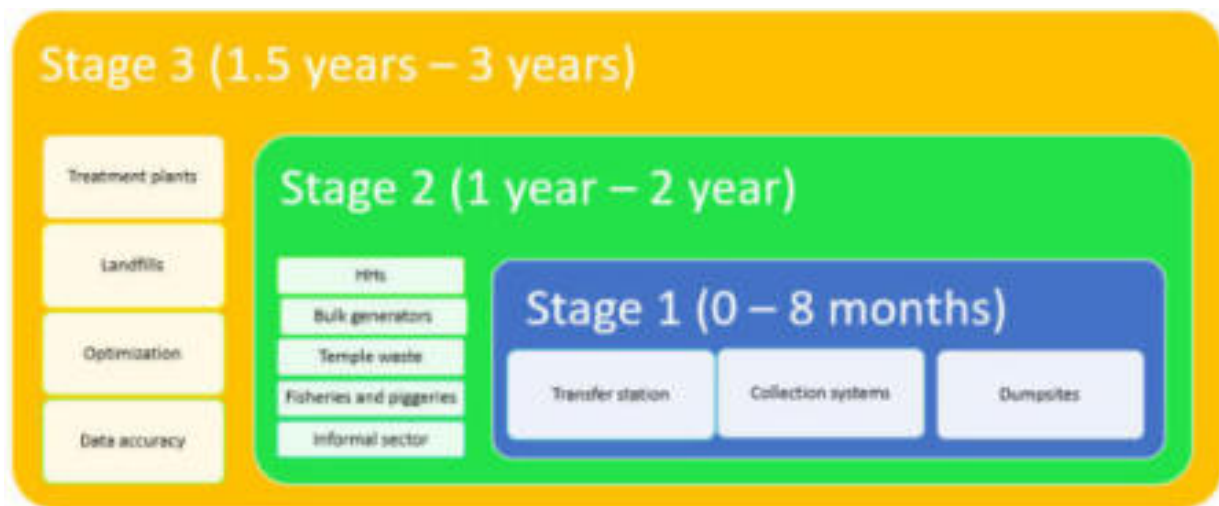 Stage 3 (1.5 years – 3 years)
Treatment plants
Landfills
Optimization
Data accuracy
Stage 2 (1 year – 2 year)
HHs
Bulk generators
Temple waste
Fisheries and piggeries
Informal sector
Stage 1 (0 – 8 months)
Transfer station
Collection systems
Dumpsites